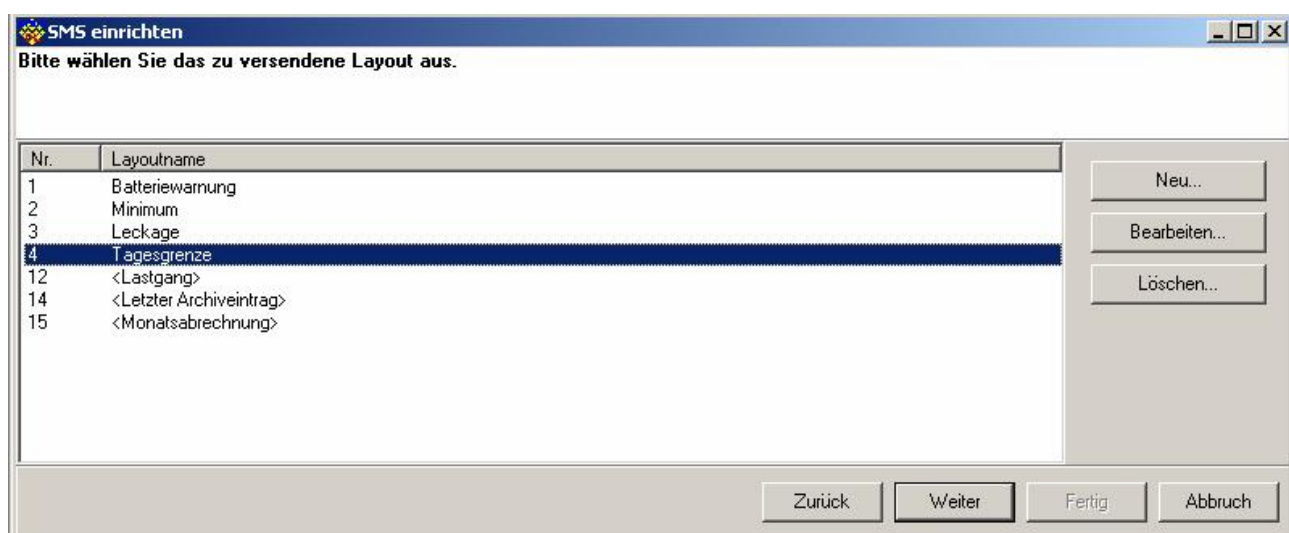 SMS einrichten
Bitte wählen Sie das zu versendene Layout aus.
Nr. Layoutname
1 Batteriewarnung
2 Minimum
3 Leckage
4 Tagesgrenze
12 <Lastgang>
14 <Letzter Archiveintrag>
15 <Monatsabrechnung>
Neu...
Bearbeiten...
Löschen...
Zurück Weiter Fertig Abbruch